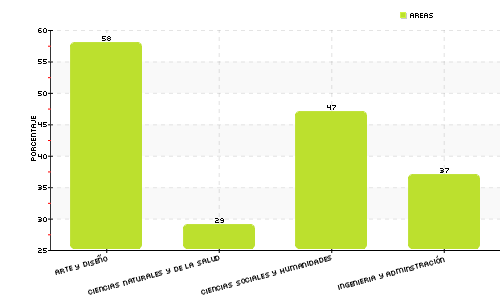 AREAS
60
55
50
45
40
35
30
25
PORCENTAJE
58
29
47
37
ARTE y DISEÑO
CIENCIAS NATURALES y DE LA SALUD
CIENCIAS SOCIALES y HUMANIDADES
INGENIERIA y ADMINSTRACIÓN